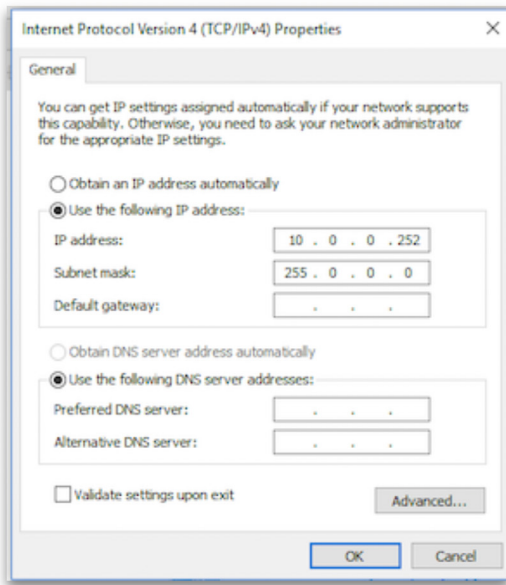 Internet Protocol Version 4 (TCP/IPv4) Properties
General
You can get IP settings assigned automatically if your network supports
this capability. Otherwise, you need to ask your network administrator
for the appropriate IP settings.
Obtain an IP address automatically
Use the following IP address:
IP address: 10 . 0 . 0 . 252
Subnet mask: 255 . 0 . 0 . 0
Default gateway: . . .
Obtain DNS server address automatically
Use the following DNS server addresses:
Preferred DNS server: . . .
Alternative DNS server: . . .
Validate settings upon exit
Advanced...
OK Cancel